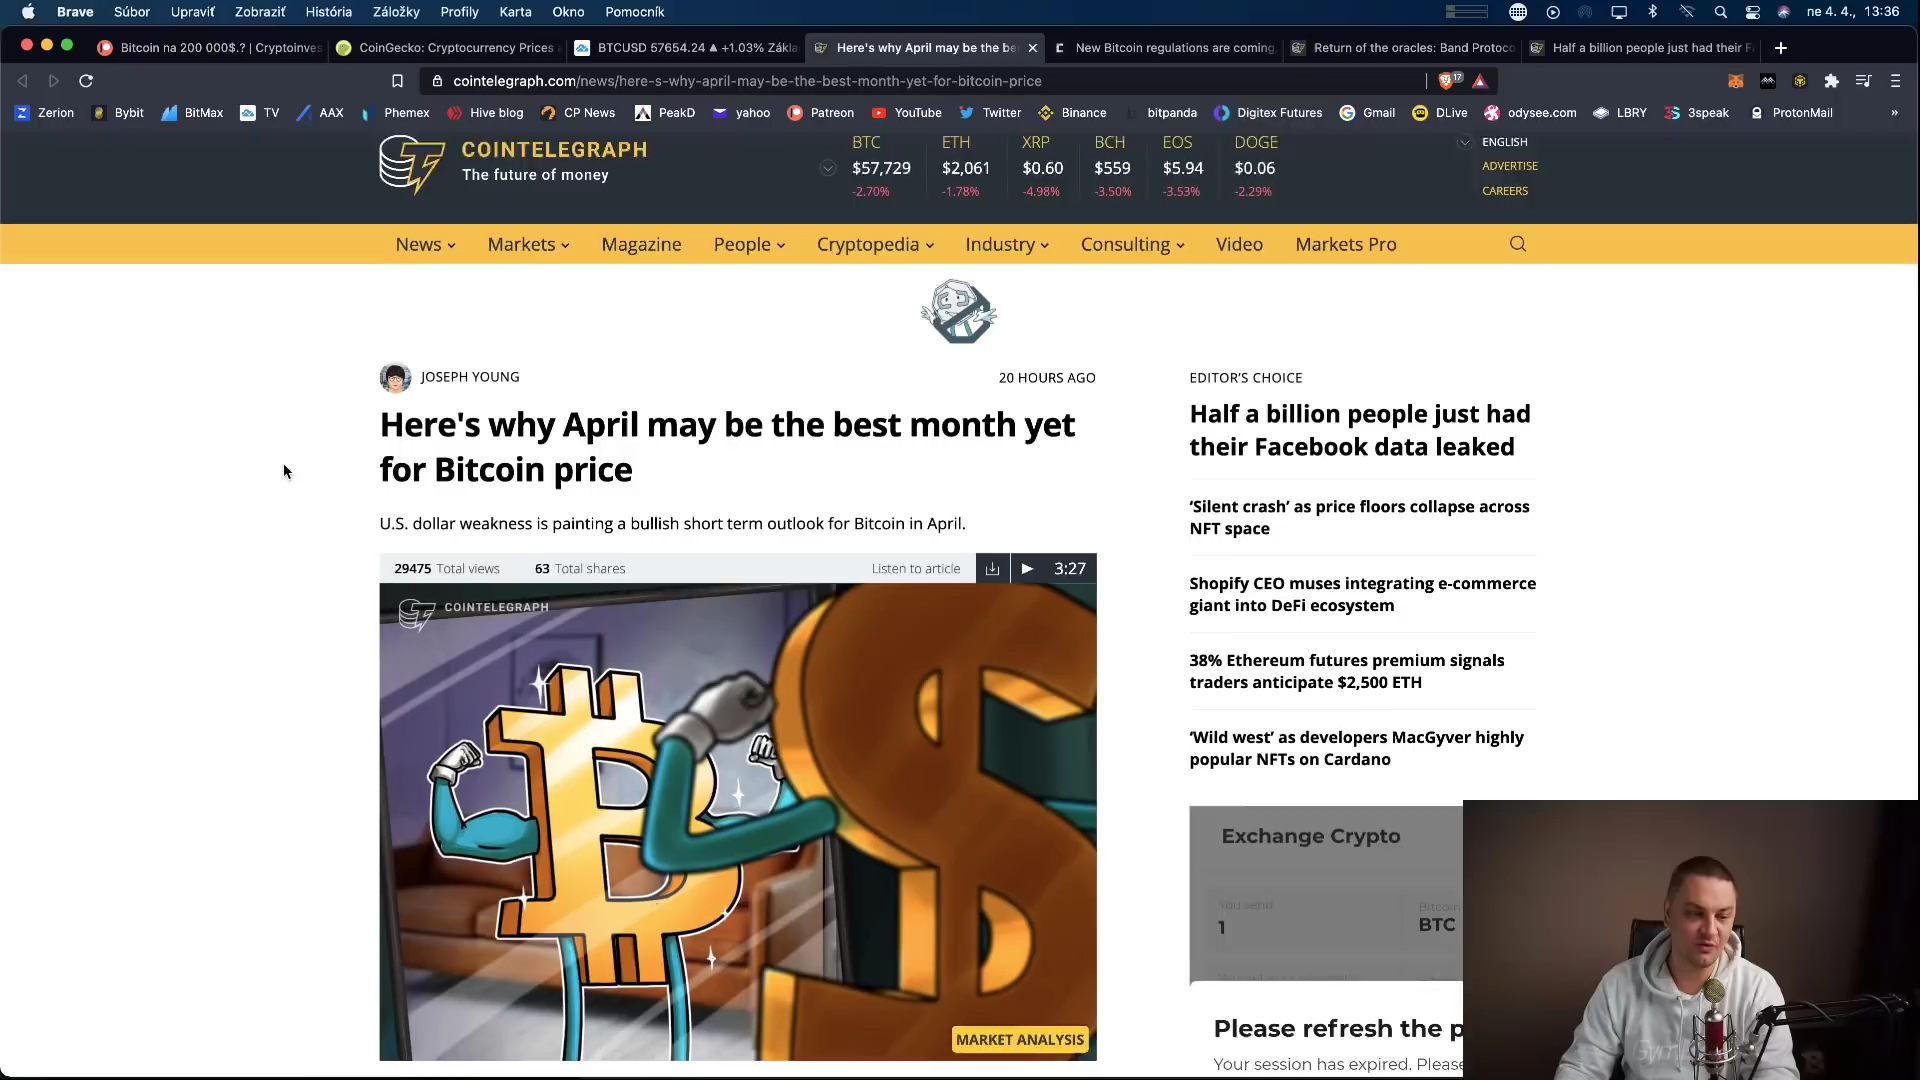 Brave Súbor Upraviť Zobraziť História Záložky Profily Karta Okno Pomocník ne 4. 4., 13:36
Bitcoin na 200 000$.? | Cryptoinves CoinGecko: Cryptocurrency Prices BTCUSD 57654.24 ▲ +1.03% Zákla Here's why April may be the be New Bitcoin regulations are coming, Return of the oracles: Band Protoco Half a billion people just had their F
cointelegraph.com/news/here-s-why-april-may-be-the-best-month-yet-for-bitcoin-price 17
Zerion Bybit BitMax TV AAX Phemex Hive blog CP News PeakD yahoo Patreon YouTube Twitter Binance bitpanda Digitex Futures Gmail DLive odysee.com LBRY 3speak ProtonMail »
COINTELEGRAPH
The future of money
BTC ETH XRP BCH EOS DOGE
$57,729 $2,061 $0.60 $559 $5.94 $0.06
-2.70% -1.78% -4.98% -3.50% -3.53% -2.29%
ENGLISH
ADVERTISE
CAREERS
News Markets Magazine People Cryptopedia Industry Consulting Video Markets Pro
JOSEPH YOUNG 20 HOURS AGO
Here's why April may be the best month yet
for Bitcoin price
U.S. dollar weakness is painting a bullish short term outlook for Bitcoin in April.
29475 Total views 63 Total shares Listen to article 3:27
COINTELEGRAPH
MARKET ANALYSIS
EDITOR'S CHOICE
Half a billion people just had
their Facebook data leaked
‘Silent crash’ as price floors collapse across
NFT space
Shopify CEO muses integrating e-commerce
giant into DeFi ecosystem
38% Ethereum futures premium signals
traders anticipate $2,500 ETH
‘Wild west’ as developers MacGyver highly
popular NFTs on Cardano
Exchange Crypto
You send Bitcoin
1 BTC
Please refresh the p
Your session has expired. Please